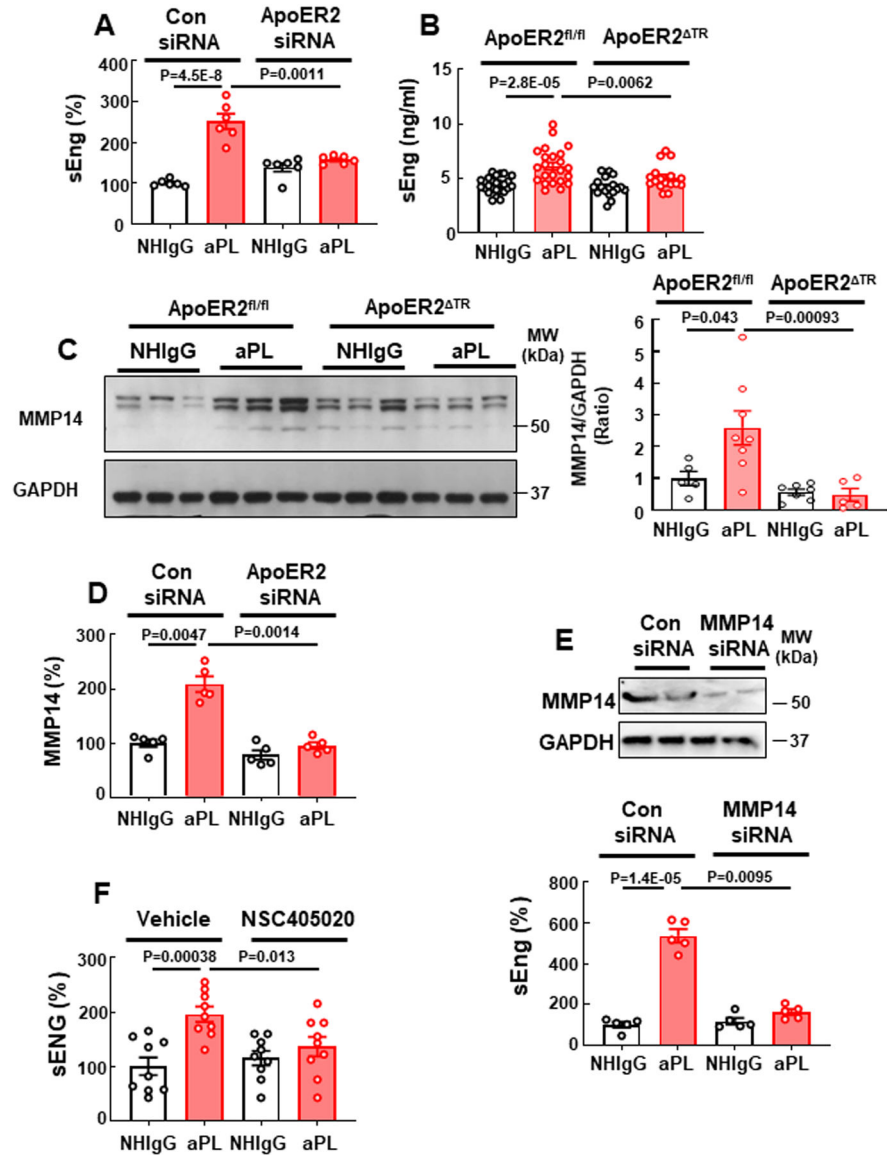 A
Con siRNA
ApoER2 siRNA
P=4.5E-8
P=0.0011
sEng (%)
400
300
200
100
0
NHIgG aPL NHIgG aPL
B
ApoER2fl/fl
ApoER2ΔTR
P=2.8E-05
P=0.0062
sEng (ng/ml)
15
10
5
0
NHIgG aPL NHIgG aPL
C
ApoER2fl/fl
ApoER2ΔTR
NHIgG aPL NHIgG aPL
MW
(kDa)
MMP14
50
GAPDH
37
ApoER2fl/fl
ApoER2ΔTR
P=0.043
P=0.00093
MMP14/GAPDH
(Ratio)
6
5
4
3
2
1
0
NHIgG aPL NHIgG aPL
D
Con
siRNA
ApoER2
siRNA
P=0.0047
P=0.0014
MMP14 (%)
300
200
100
0
NHIgG aPL NHIgG aPL
E
Con
siRNA
MMP14
siRNA
MW
(kDa)
MMP14
50
GAPDH
37
Con
siRNA
MMP14
siRNA
P=1.4E-05
P=0.0095
sEng (%)
800
600
400
200
0
NHIgG aPL NHIgG aPL
F
Vehicle
NSC405020
P=0.00038
P=0.013
sENG (%)
300
200
100
0
NHIgG aPL NHIgG aPL